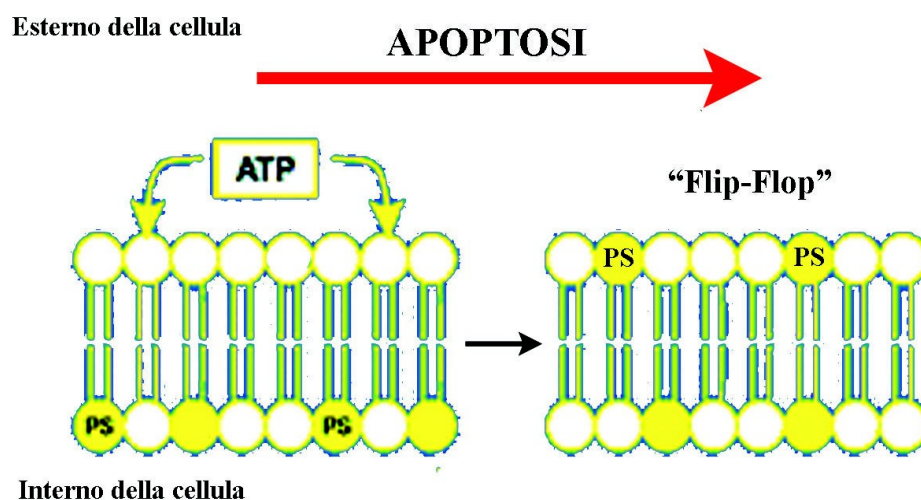 Esterno della cellula
APOPTOSI
ATP
“Flip-Flop”
PS PS
PS PS
Interno della cellula